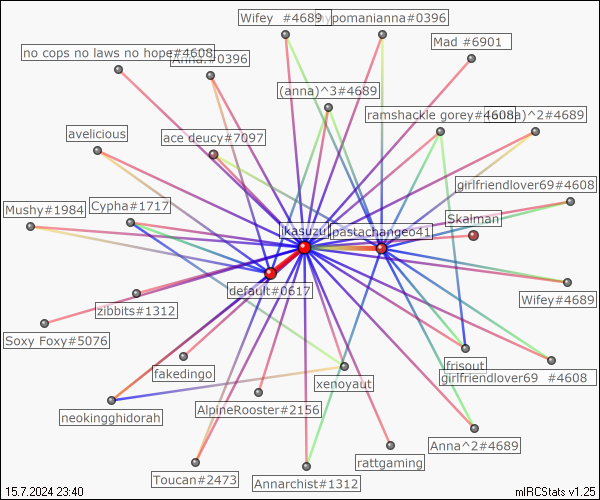 Wifey  #4689
pomanianna#0396
Mad #6901
no cops no laws no hope#4608
Anna.#0396
(anna)^3#4689
ramshackle gorey#4608
)^2#4689
avelicious
ace deucy#7097
girlfriendlover69#4608
Mushy#1984
Cypha#1717
Skalman
ikasuzu
pastachange041
default#0617
Wifey#4689
zibbits#1312
Soxy Foxy#5076
fakedingo
frisout
xenoyaut
girlfriendlover69  #4608
AlpineRooster#2156
neokingghidorah
Anna^2#4689
rattgaming
Toucan#2473
Annarchist#1312
15.7.2024 23:40
mIRCStats v1.25